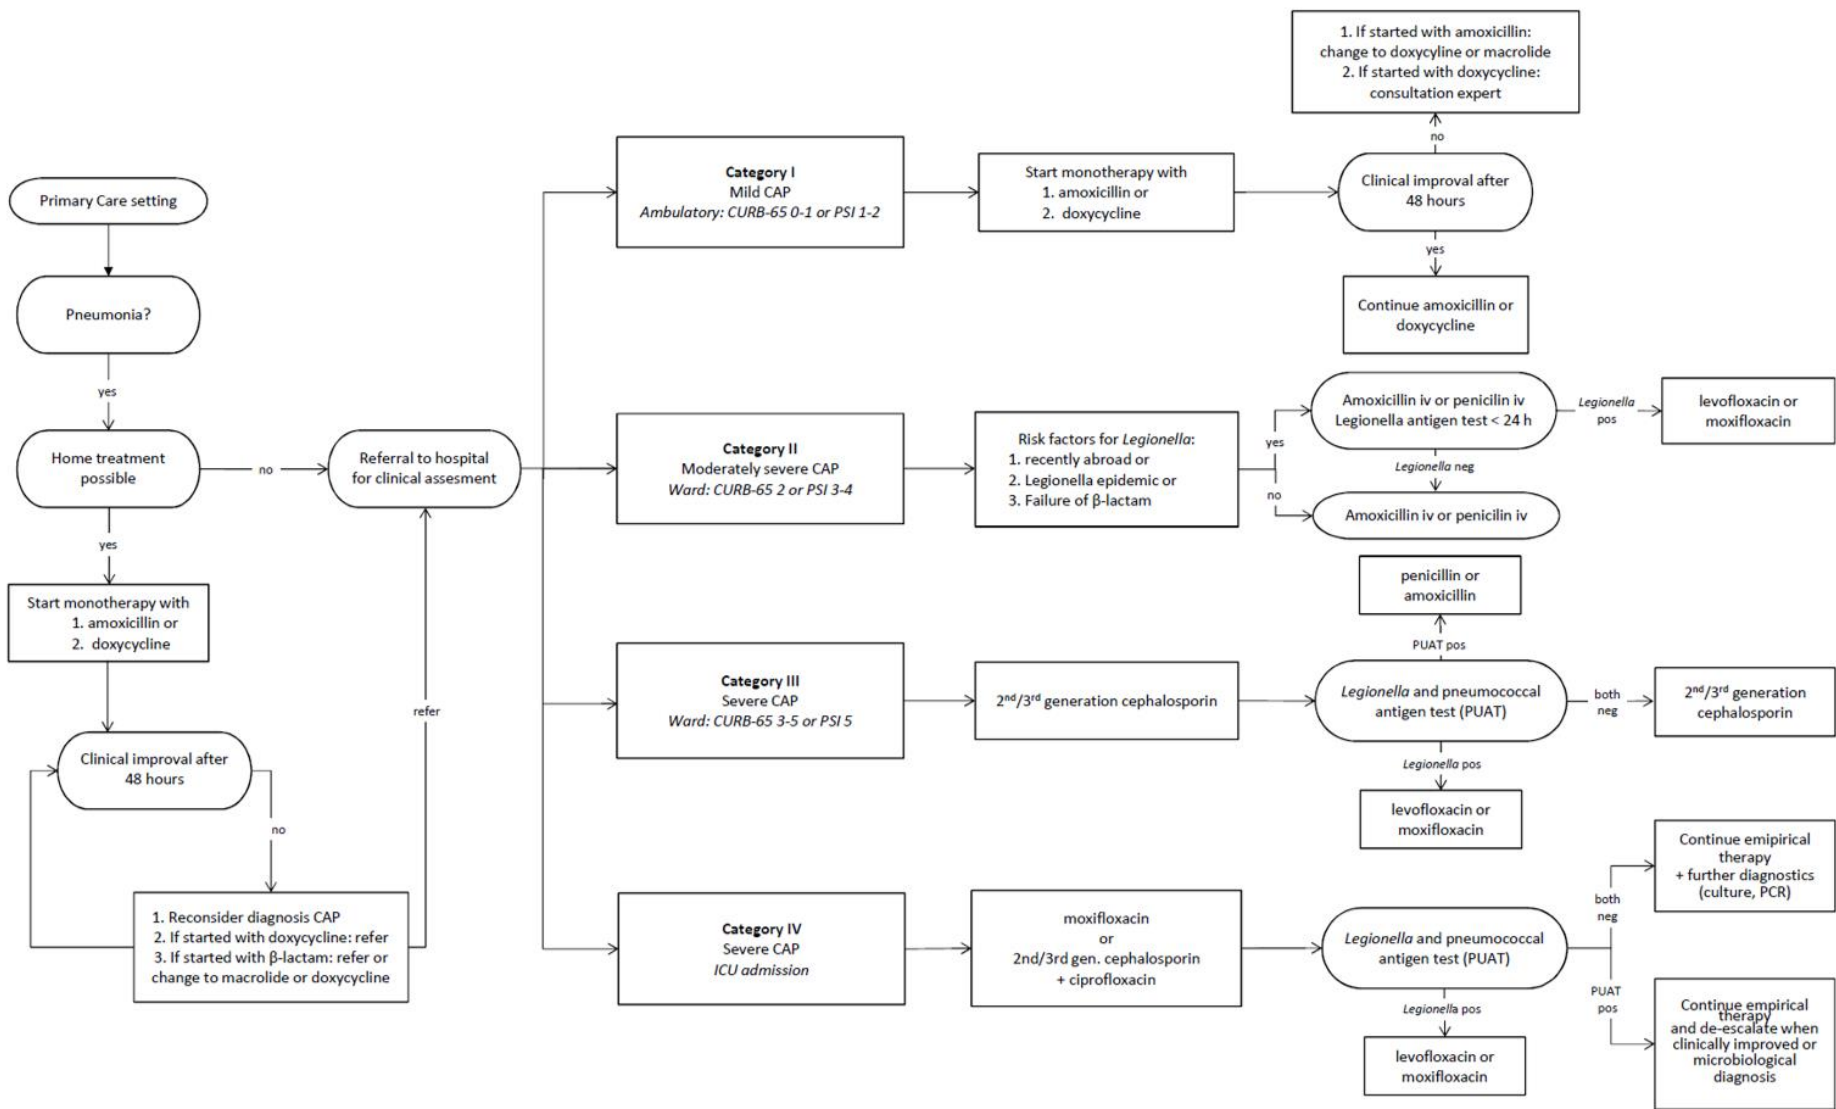 Primary Care setting
Pneumonia?
yes
Home treatment
possible
no
yes
Start monotherapy with
1. amoxicillin or
2. doxycycline
Clinical improval after
48 hours
no
1. Reconsider diagnosis CAP
2. If started with doxycycline: refer
3. If started with β-lactam: refer or
change to macrolide or doxycycline
refer
Referral to hospital
for clinical assesment
Category I
Mild CAP
Ambulatory: CURB-65 0-1 or PSI 1-2
Start monotherapy with
1. amoxicillin or
2. doxycycline
Clinical improval after
48 hours
no
1. If started with amoxicillin:
change to doxycyline or macrolide
2. If started with doxycycline:
consultation expert
yes
Continue amoxicillin or
doxycycline
Category II
Moderately severe CAP
Ward: CURB-65 2 or PSI 3-4
Risk factors for Legionella:
1. recently abroad or
2. Legionella epidemic or
3. Failure of β-lactam
yes
no
Amoxicillin iv or penicilin iv
Legionella antigen test < 24 h
Legionella
pos
levofloxacin or
moxifloxacin
Legionella neg
Amoxicillin iv or penicilin iv
Category III
Severe CAP
Ward: CURB-65 3-5 or PSI 5
2nd/3rd generation cephalosporin
Legionella and pneumococcal
antigen test (PUAT)
PUAT pos
penicillin or
amoxicillin
both
neg
2nd/3rd generation
cephalosporin
Legionella pos
levofloxacin or
moxifloxacin
Category IV
Severe CAP
ICU admission
moxifloxacin
or
2nd/3rd gen. cephalosporin
+ ciprofloxacin
Legionella and pneumococcal
antigen test (PUAT)
both
neg
Continue emipirical
therapy
+ further diagnostics
(culture, PCR)
PUAT
pos
Continue empirical
therapy
and de-escalate when
clinically improved or
microbiological
diagnosis
Legionella pos
levofloxacin or
moxifloxacin